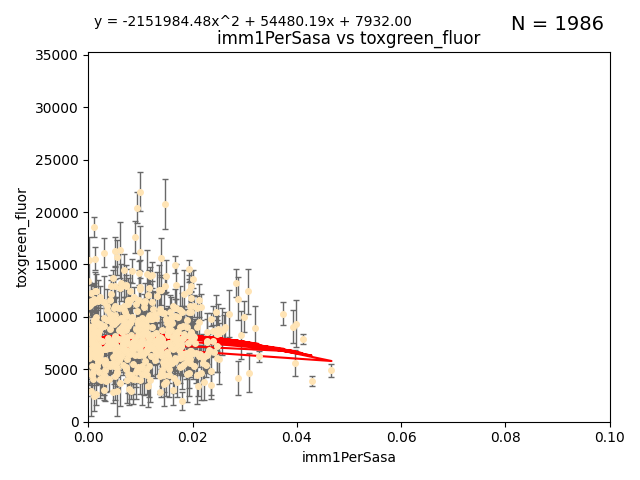 y = -2151984.48x^2 + 54480.19x + 7932.00
N = 1986
imm1PerSasa vs toxgreen_fluor
35000
30000
25000
20000
15000
10000
5000
0
toxgreen_fluor
0.00 0.02 0.04 0.06 0.08 0.10
imm1PerSasa